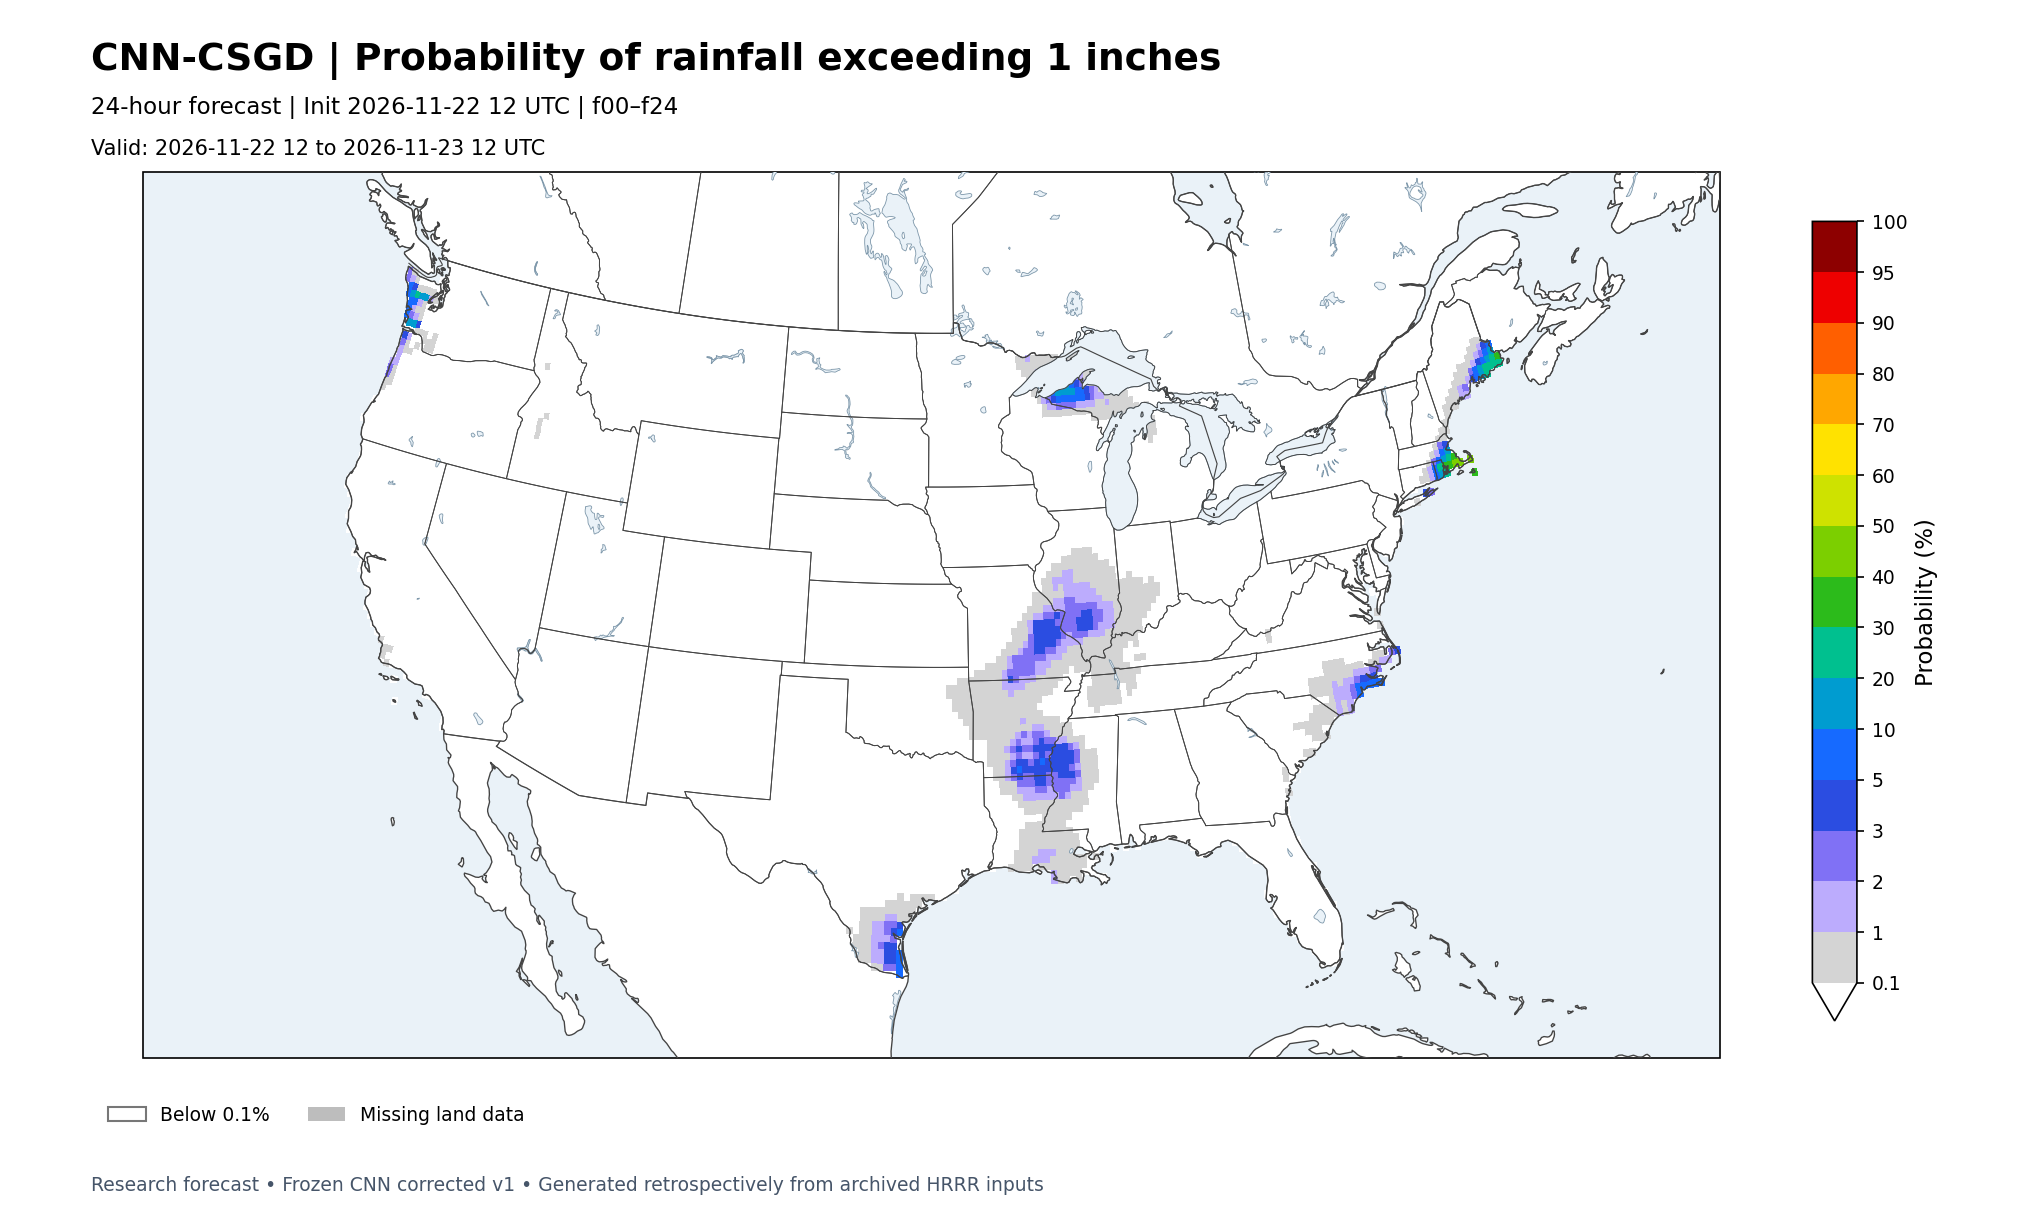 CNN-CSGD | Probability of rainfall exceeding 1 inches
24-hour forecast | Init 2026-11-22 12 UTC | f00–f24
Valid: 2026-11-22 12 to 2026-11-23 12 UTC
100
95
90
80
70
60
50
40
30
20
10
5
3
2
1
0.1
Probability (%)
Below 0.1%
Missing land data
Research forecast • Frozen CNN corrected v1 • Generated retrospectively from archived HRRR inputs